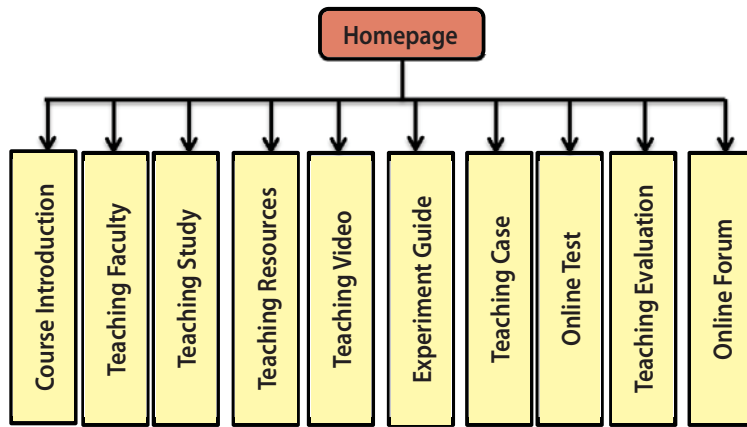 Homepage
Course Introduction
Teaching Faculty
Teaching Study
Teaching Resources
Teaching Video
Experiment Guide
Teaching Case
Online Test
Teaching Evaluation
Online Forum